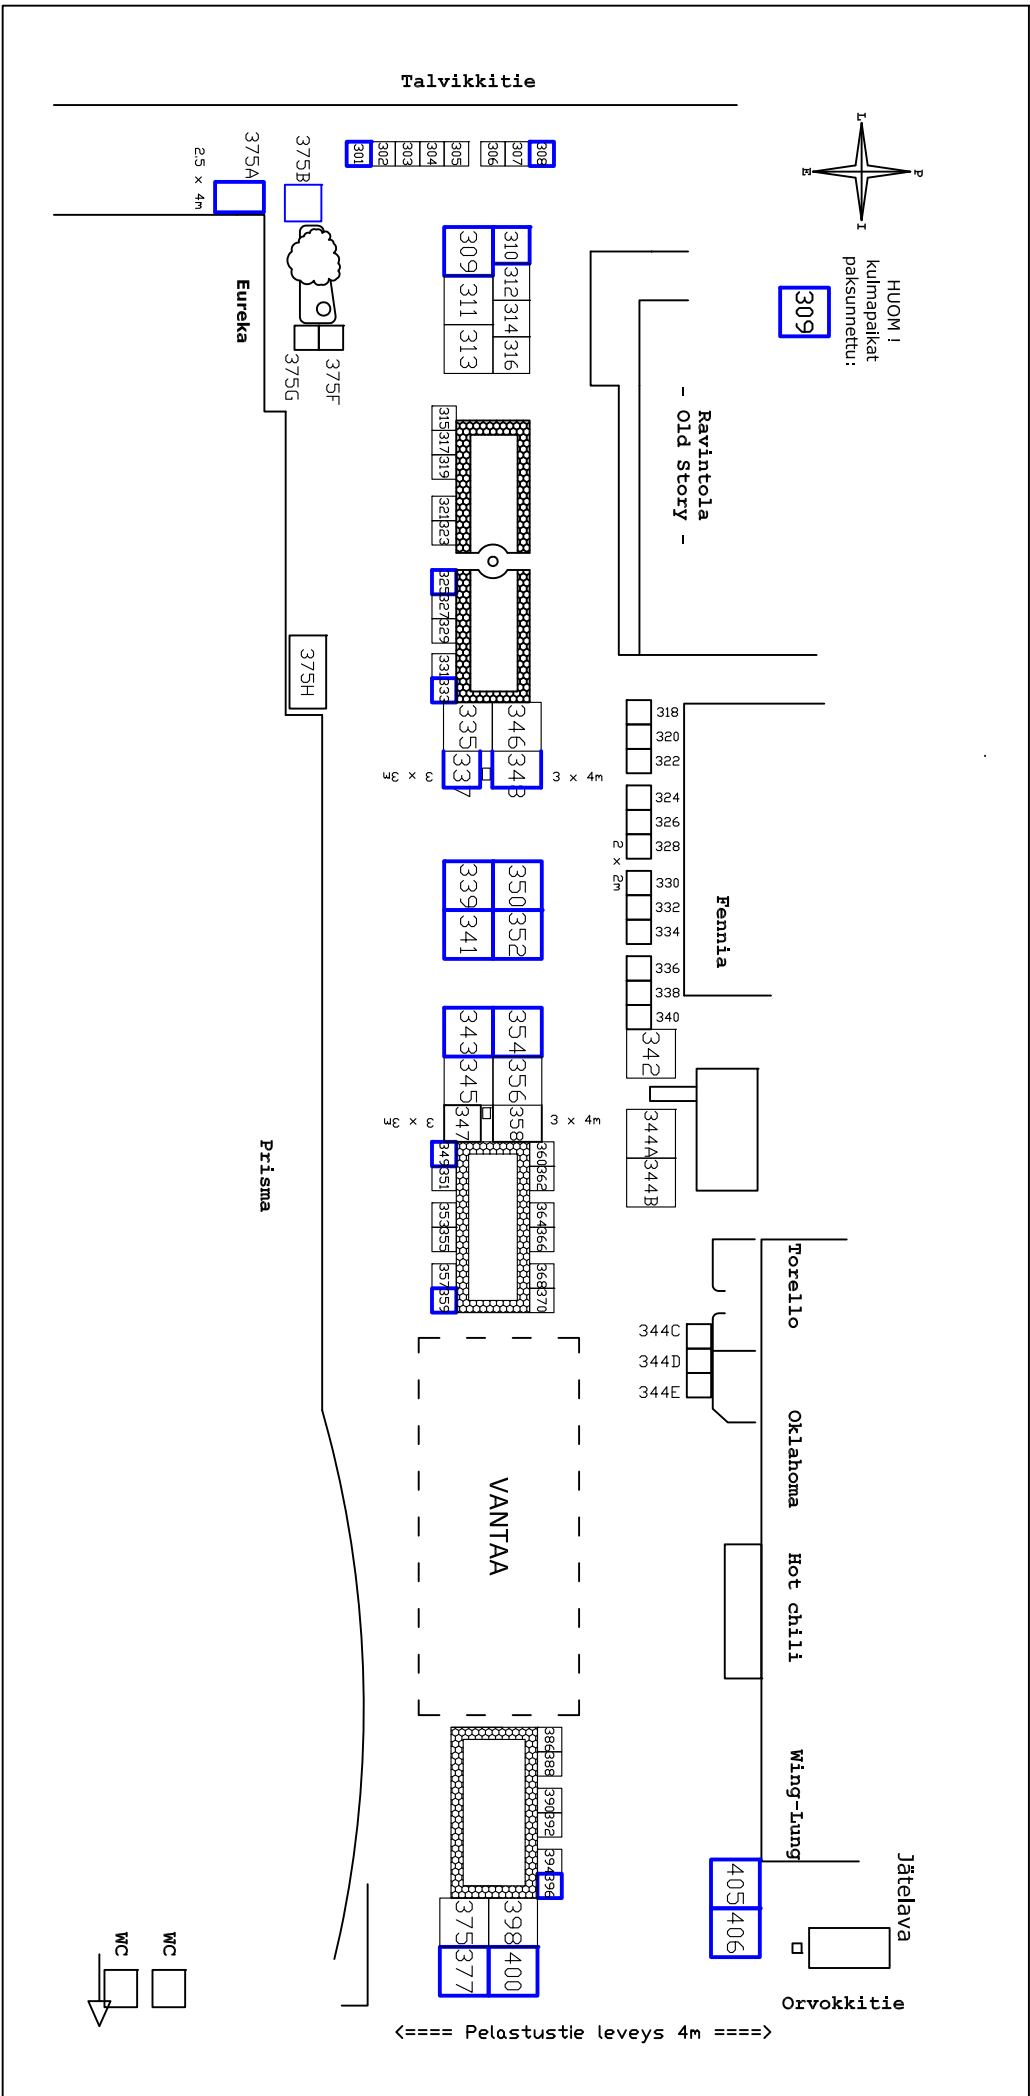 Talvikkitie
L
P
E
I
HUOM !
kulmapaikat
paksunnettu:
309
375A
2.5 x 4m
375B
301
302
303
304
305
306
307
308
309
310
311
312
313
314
316
Eureka
375G
375F
Ravintola
- Old Story -
315
317
319
321
323
325
327
329
331
333
375H
335
346
337
348
3 x 3m
3 x 4m
318
320
322
324
326
328
2 x 2m
330
332
334
336
338
340
342
Fennia
339
350
341
352
343
354
345
356
347
358
3 x 3m
3 x 4m
344A
344B
Prisma
349
351
353
355
357
359
360
362
364
366
368
370
Torello
344C
344D
344E
Oklahoma
VANTAA
Hot chili
Wing-Lung
386
388
390
392
394
396
375
398
377
400
405
406
Jätelava
WC
WC
Orvokkitie
<==== Pelastustie leveys 4m ====>